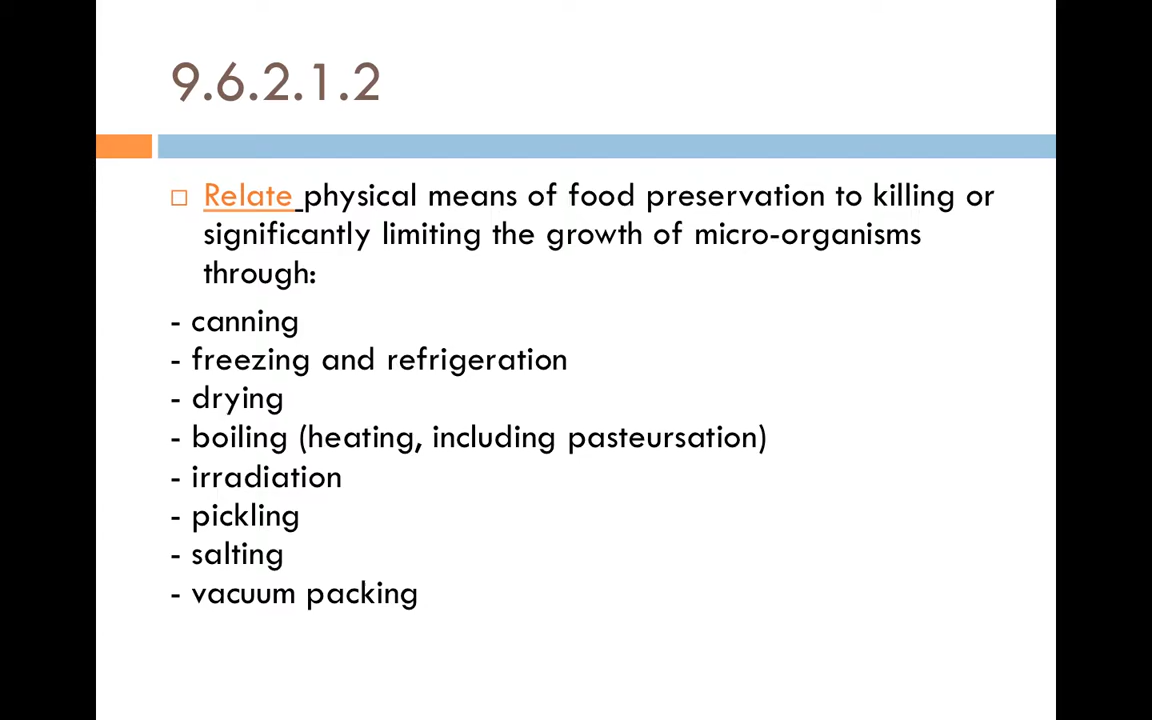 9.6.2.1.2
Relate physical means of food preservation to killing or
significantly limiting the growth of micro-organisms
through:
- canning
- freezing and refrigeration
- drying
- boiling (heating, including pasteursation)
- irradiation
- pickling
- salting
- vacuum packing